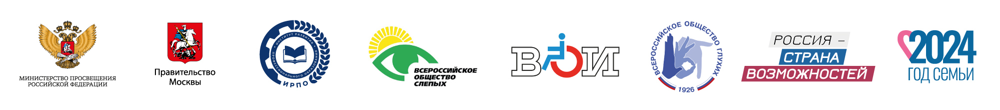 МИНИСТЕРСТВО ПРОСВЕЩЕНИЯ
РОССИЙСКОЙ ФЕДЕРАЦИИ
Правительство
Москвы
ИНСТИТУТ РАЗВИТИЯ
ПРОФЕССИОНАЛЬНОГО ОБРАЗОВАНИЯ
ИРПО
ВСЕРОССИЙСКОЕ
ОБЩЕСТВО
СЛЕПЫХ
ВОИ
ВСЕРОССИЙСКОЕ ОБЩЕСТВО ГЛУХИХ
1926
РОССИЯ –
СТРАНА
ВОЗМОЖНОСТЕЙ
2024
ГОД СЕМЬИ